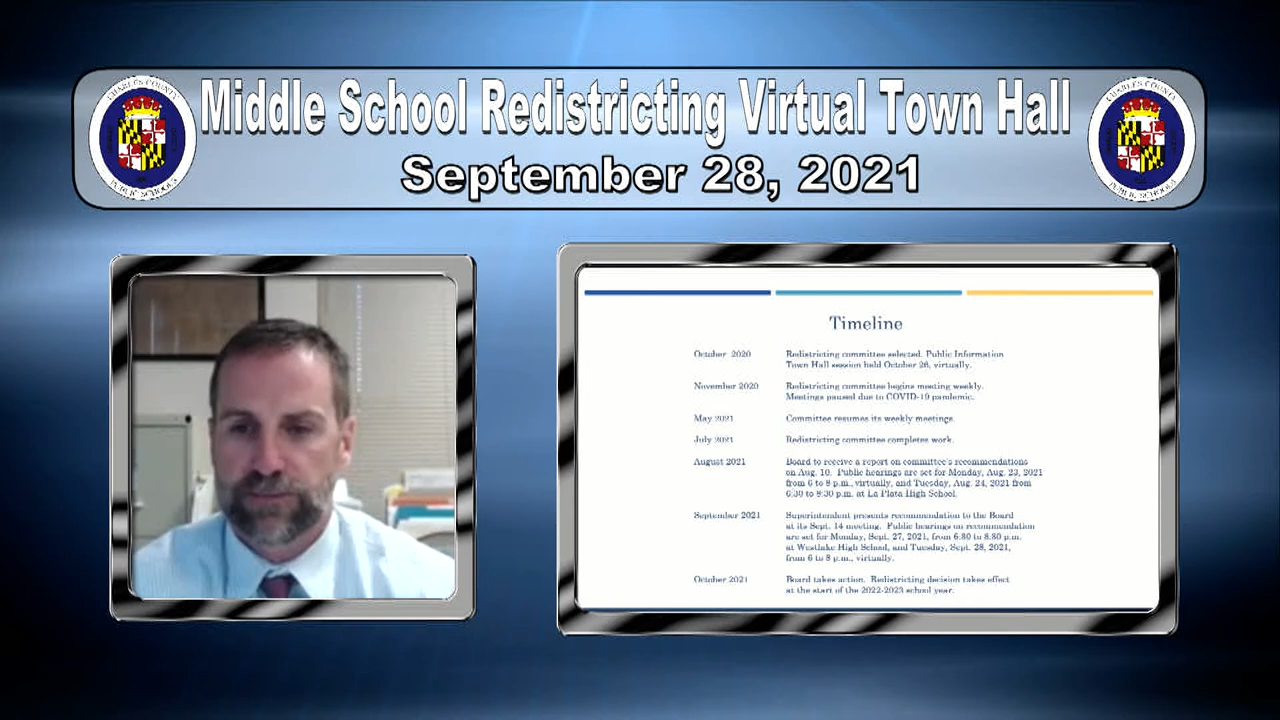 Middle School Redistricting Virtual Town Hall
September 28, 2021
CHARLES COUNTY
PUBLIC SCHOOLS
CHARLES COUNTY
PUBLIC SCHOOLS
Timeline
October 2020 Redistricting committee selected. Public Information
Town Hall session held October 26, virtually.
November 2020 Redistricting committee begins meeting weekly.
Meetings paused due to COVID-19 pandemic.
May 2021 Committee resumes its weekly meetings.
July 2021 Redistricting committee completes work.
August 2021 Board to receive a report on committee's recommendations
on Aug. 10. Public hearings are set for Monday, Aug. 23, 2021
from 6 to 8 p.m., virtually, and Tuesday, Aug. 24, 2021 from
6:30 to 8:30 p.m. at La Plata High School.
September 2021 Superintendent presents recommendation to the Board
at its Sept. 14 meeting. Public hearings on recommendation
are set for Monday, Sept. 27, 2021, from 6:30 to 8:30 p.m.
at Westlake High School, and Tuesday, Sept. 28, 2021,
from 6 to 8 p.m., virtually.
October 2021 Board takes action. Redistricting decision takes effect
at the start of the 2022-2023 school year.